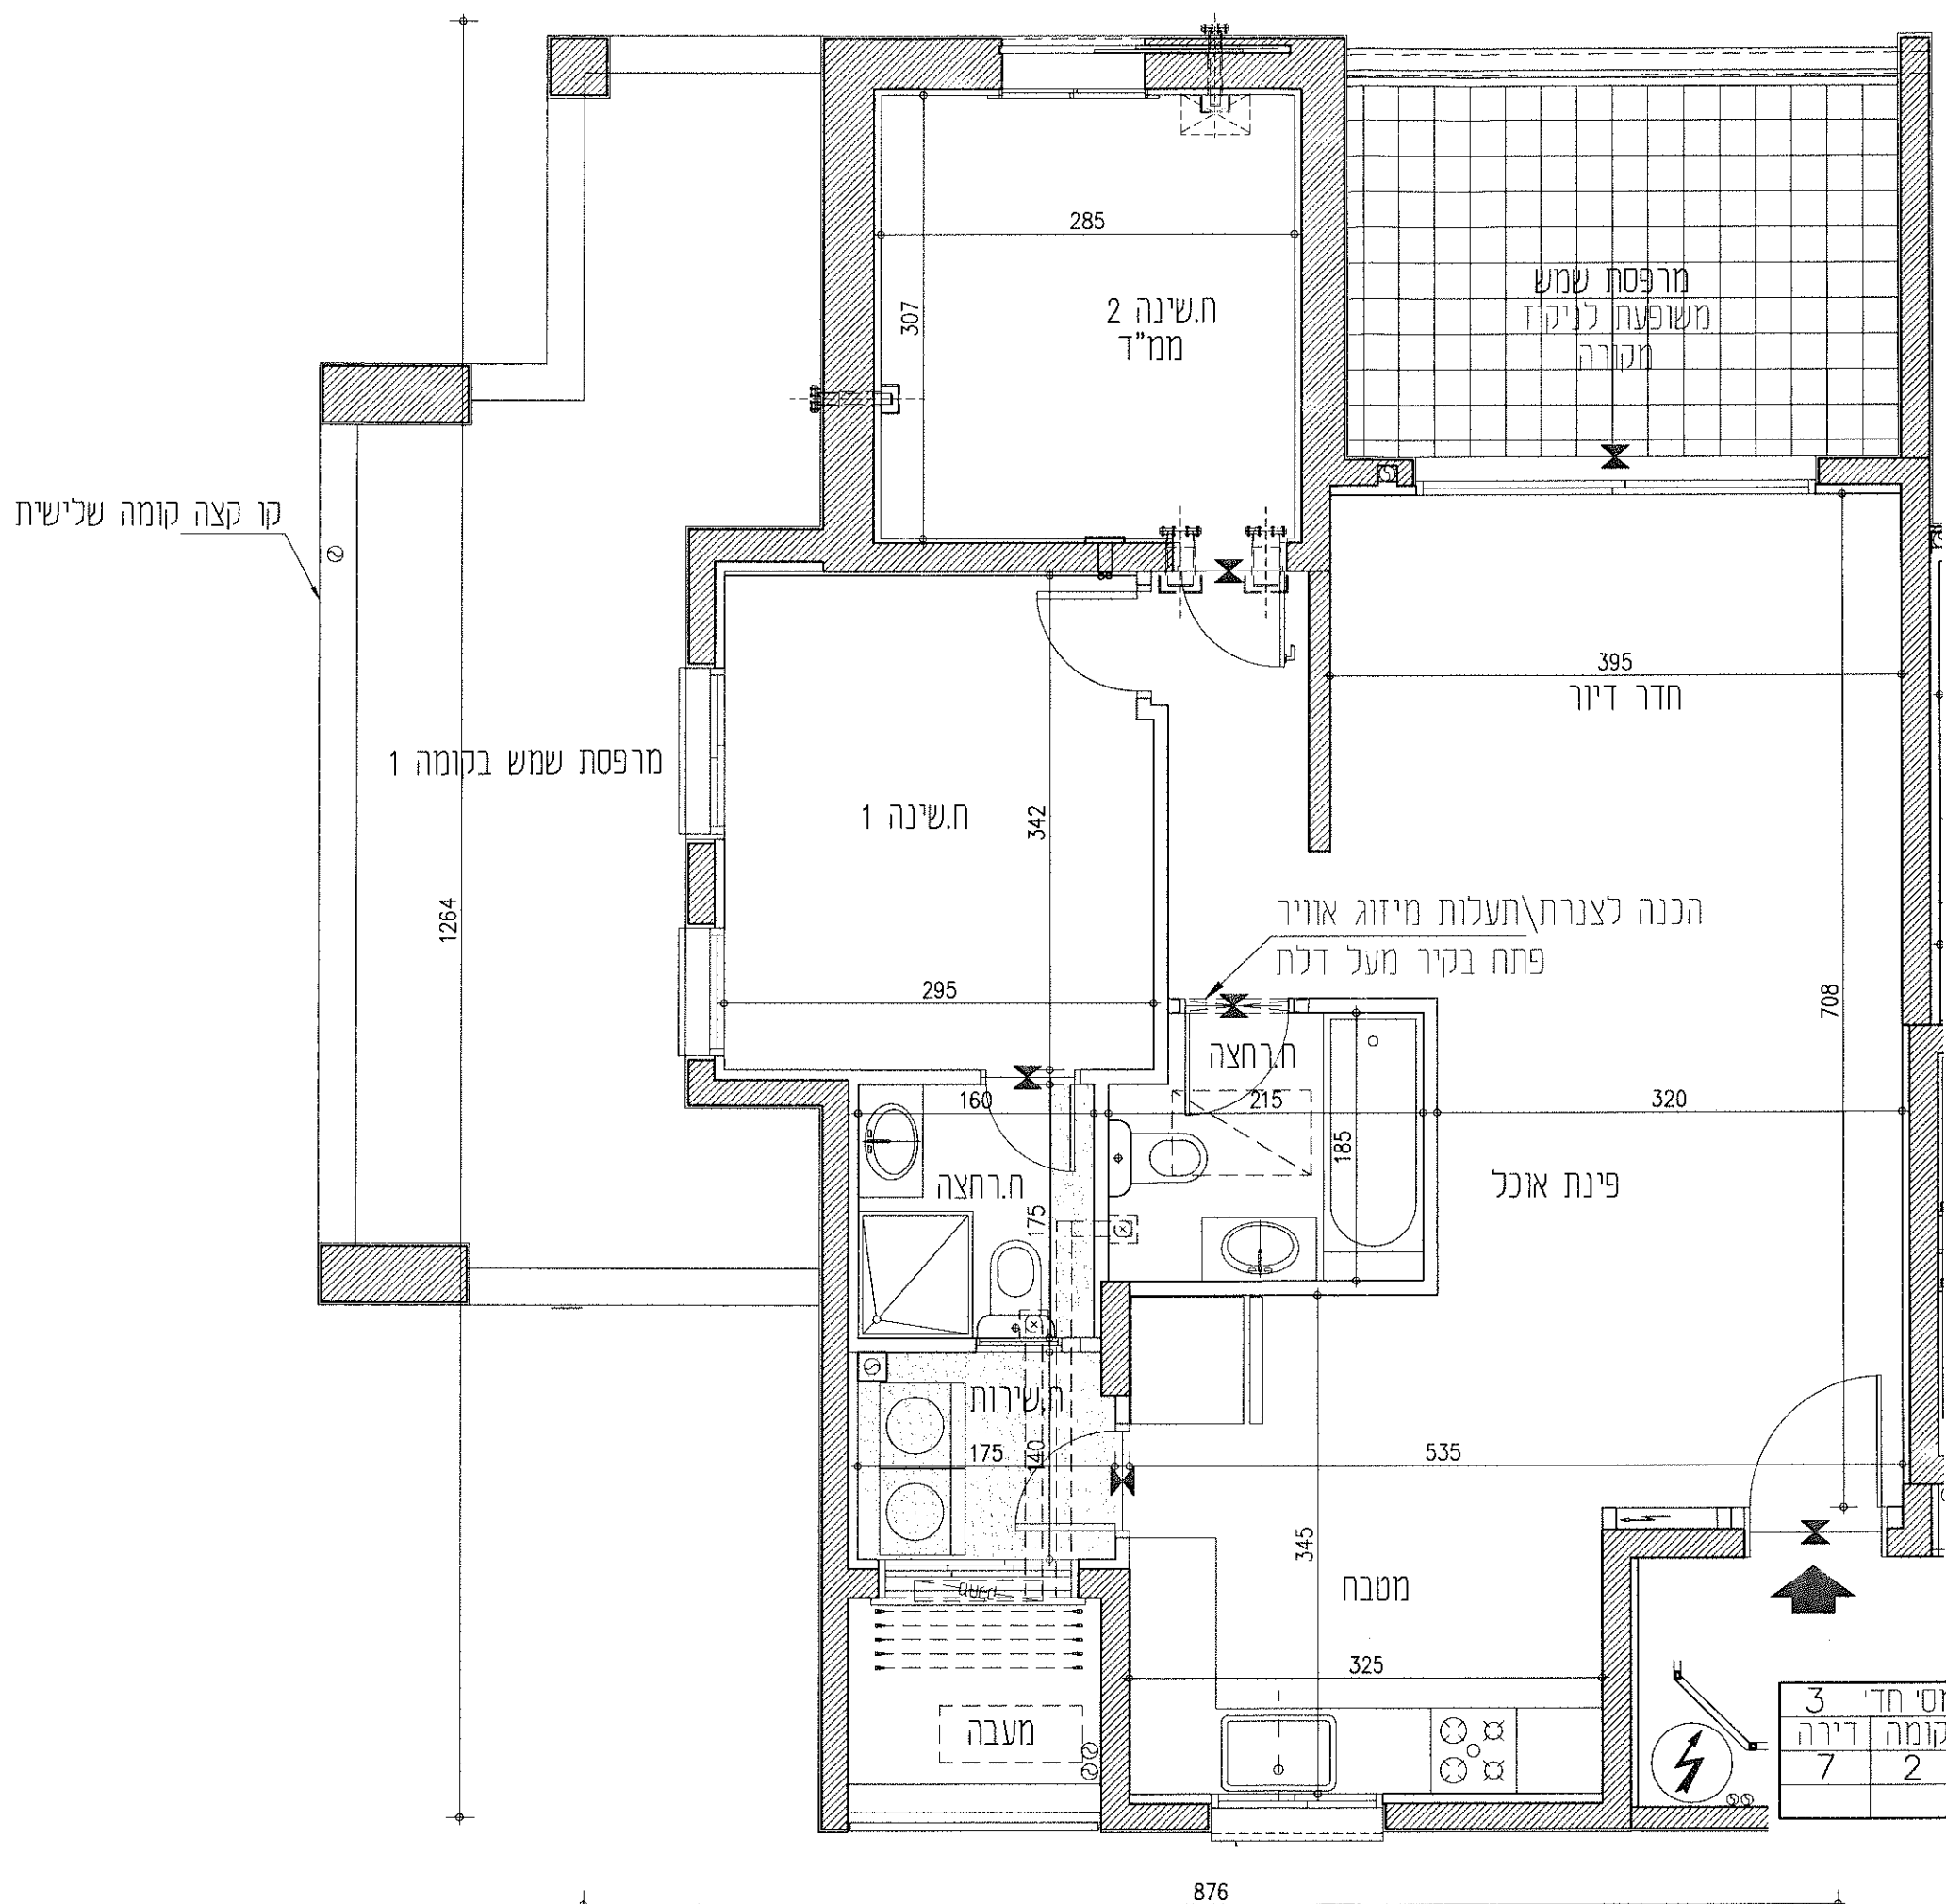 285
307
ח.שינה 2
ממ"ד
מרפסת שמש
משופעת לניקוז
מקורה
קו קצה קומה שלישית
395
חדר דיור
מרפסת שמש בקומה 1
ח.שינה 1
342
1264
הכנה לצנרת\תעלות מיזוג אוויר
פתח בקיר מעל דלת
295
708
ח.רחצה
160
215
320
185
ח.רחצה
פינת אוכל
175
ח.שירות
175
140
535
345
מטבח
325
מעבה
מסי חדי 3
קומה דירה
2 7
876